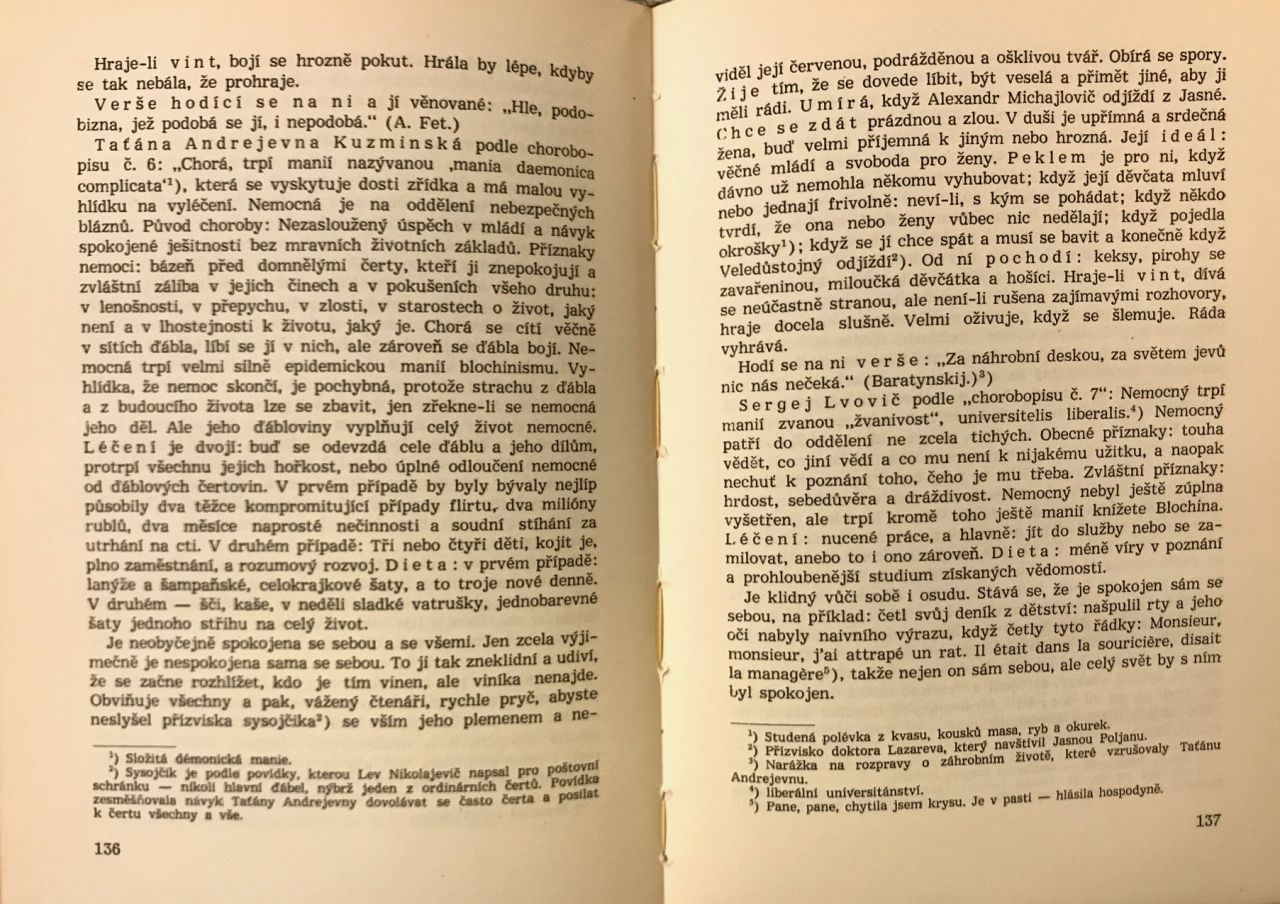 Hraje-li vint, bojí se hrozně pokut. Hrála by lépe, kdyby
se tak nebála, že prohraje.
Verše hodící se na ni a jí věnované: „Hle, podo-
bizna, jež podobá se jí, i nepodobá.“ (A. Fet.)
Taťána Andrejevna Kuzminská podle chorobo-
pisu č. 6: „Chorá, trpí manií nazývanou ‚mania daemonica
complicata‘¹), která se vyskytuje dosti zřídka a má malou vy-
hlídku na vyléčení. Nemocná je na oddělení nebezpečných
bláznů. Původ choroby: Nezasloužený úspěch v mládí a návyk
spokojené ješitnosti bez mravních životních základů. Příznaky
nemoci: bázeň před domnělými čerty, kteří ji znepokojují a
zvláštní záliba v jejich činech a v pokušeních všeho druhu:
v lenošnosti, v přepychu, v zlosti, v starostech o život, jaký
není a v lhostejnosti k životu, jaký je. Chorá se cítí věčně
v sítích ďábla, líbí se jí v nich, ale zároveň se ďábla bojí. Ne-
mocná trpí velmi silně epidemickou manií blochinismu. Vy-
hlídka, že nemoc skončí, je pochybná, protože strachu z ďábla
a z budoucího života lze se zbavit, jen zřekne-li se nemocná
jeho děl. Ale jeho ďábloviny vyplňují celý život nemocné.
Léčení je dvojí: buď se odevzdá cele ďáblu a jeho dílům,
protrpí všechnu jejich hořkost, nebo úplné odloučení nemocné
od ďáblových čertovin. V prvém případě by byly bývaly nejlíp
působily dva těžce kompromitující případy flirtu, dva milióny
rublů, dva měsíce naprosté nečinnosti a soudní stíhání za
utrhání na cti. V druhém případě: Tři nebo čtyři děti, kojit je,
plno zaměstnání, a rozumový rozvoj. Dieta: v prvém případě:
lanýže a šampaňské, celokrajkové šaty, a to troje nové denně.
V druhém — šči, kaše, v neděli sladké vatrušky, jednobarevné
šaty jednoho střihu na celý život.
Je neobyčejně spokojena se sebou a se všemi. Jen zcela výji-
mečně je nespokojena sama se sebou. To ji tak zneklidní a udiví,
že se začne rozhlížet, kdo je tím vinen, ale viníka nenajde.
Obviňuje všechny a pak, vážený čtenáři, rychle pryč, abyste
neslyšel přízviska sysojčika²) se vším jeho plemenem a ne-
¹) Složitá démonická manie.
²) Sysojčik je podle povídky, kterou Lev Nikolajevič napsal pro poštovní
schránku — nikoli hlavní ďábel, nýbrž jeden z ordinárních čertů. Povídka
zesměšňovala návyk Taťány Andrejevny dovolávat se často čerta a posílat
k čertu všechny a vše.
136
viděl její červenou, podrážděnou a ošklivou tvář. Obírá se spory.
Žije tím, že se dovede líbit, být veselá a přimět jiné, aby ji
měli rádi. Umírá, když Alexandr Michajlovič odjíždí z Jasné.
Chce se zdát prázdnou a zlou. V duši je upřímná a srdečná
žena, buď velmi příjemná k jiným nebo hrozná. Její ideál:
věčné mládí a svoboda pro ženy. Peklem je pro ni, když
dávno už nemohla někomu vyhubovat; když její děvčata mluví
nebo jednají frivolně: neví-li, s kým se pohádat; když někdo
tvrdí, že ona nebo ženy vůbec nic nedělají; když pojedla
okrošky¹); když se jí chce spát a musí se bavit a konečně když
Veledůstojný odjíždí²). Od ní pochodí: keksy, pirohy se
zavařeninou, miloučká děvčátka a hošíci. Hraje-li vint, dívá
se neúčastně stranou, ale není-li rušena zajímavými rozhovory,
hraje docela slušně. Velmi oživuje, když se šlemuje. Ráda
vyhrává.
Hodí se na ni verše: „Za náhrobní deskou, za světem jevů
nic nás nečeká.“ (Baratynskij.)³)
Sergej Lvovič podle „chorobopisu č. 7“: Nemocný trpí
manií zvanou „žvanivost“, universitelis liberalis.⁴) Nemocný
patří do oddělení ne zcela tichých. Obecné příznaky: touha
vědět, co jiní vědí a co mu není k nijakému užitku, a naopak
nechuť k poznání toho, čeho je mu třeba. Zvláštní příznaky:
hrdost, sebedůvěra a dráždivost. Nemocný nebyl ještě zúplna
vyšetřen, ale trpí kromě toho ještě manií knížete Blochina.
Léčení: nucené práce, a hlavně: jít do služby nebo se za-
milovat, anebo to i ono zároveň. Dieta: méně víry v poznání
a prohloubenější studium získaných vědomostí.
Je klidný vůči sobě i osudu. Stává se, že je spokojen sám se
sebou, na příklad: četl svůj deník z dětství: našpulil rty a jeho
oči nabyly naivního výrazu, když četly tyto řádky: Monsieur,
monsieur, j'ai attrapé un rat. Il était dans la souricière, disait
la managère⁵), takže nejen on sám sebou, ale celý svět by s ním
byl spokojen.
¹) Studená polévka z kvasu, kousků masa, ryb a okurek.
²) Přízvisko doktora Lazareva, který navštívil Jasnou Poljanu.
³) Narážka na rozpravy o záhrobním životě, které vzrušovaly Taťánu
Andrejevnu.
⁴) liberální universitánství.
⁵) Pane, pane, chytila jsem krysu. Je v pasti — hlásila hospodyně.
137